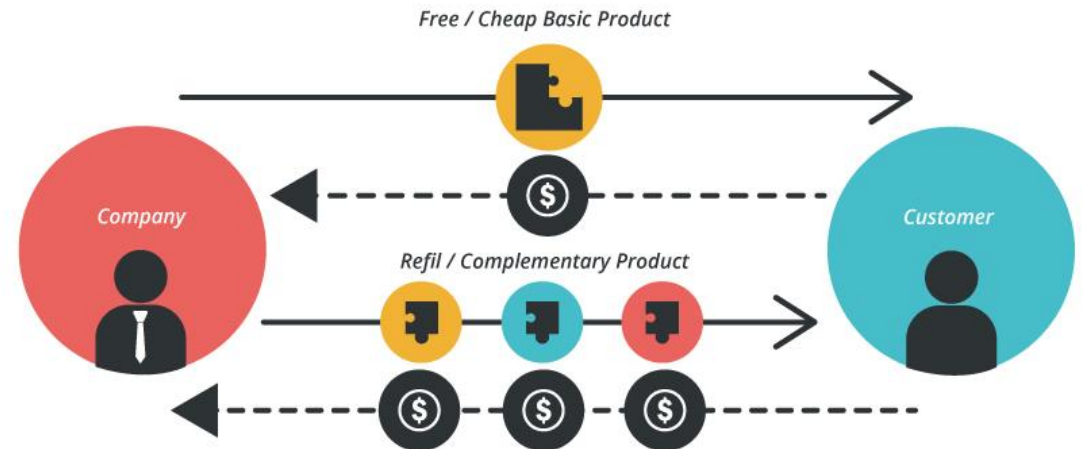 Free / Cheap Basic Product
$
Company
Customer
Refil / Complementary Product
$ $ $